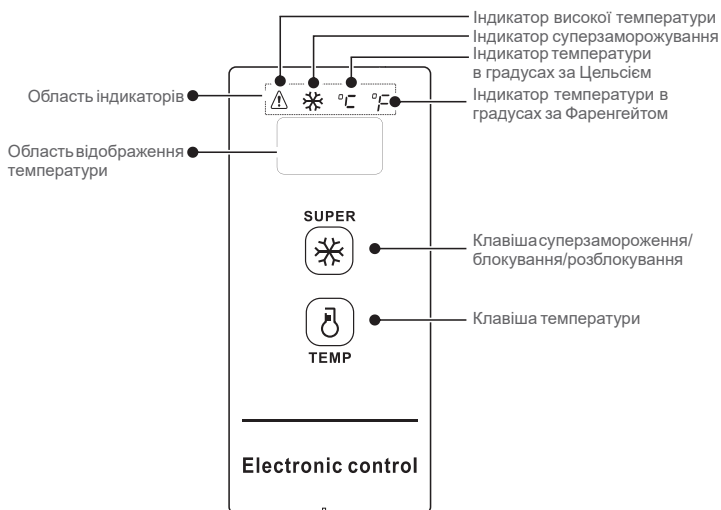 Індикатор високої температури
Індикатор суперзаморожування
Індикатор температури
в градусах за Цельсієм
Індикатор температури в
градусах за Фаренгейтом
Область індикаторів
°C °F
Область відображення
температури
SUPER
Клавіша суперзамороження/
блокування/розблокування
Клавіша температури
TEMP
Electronic control